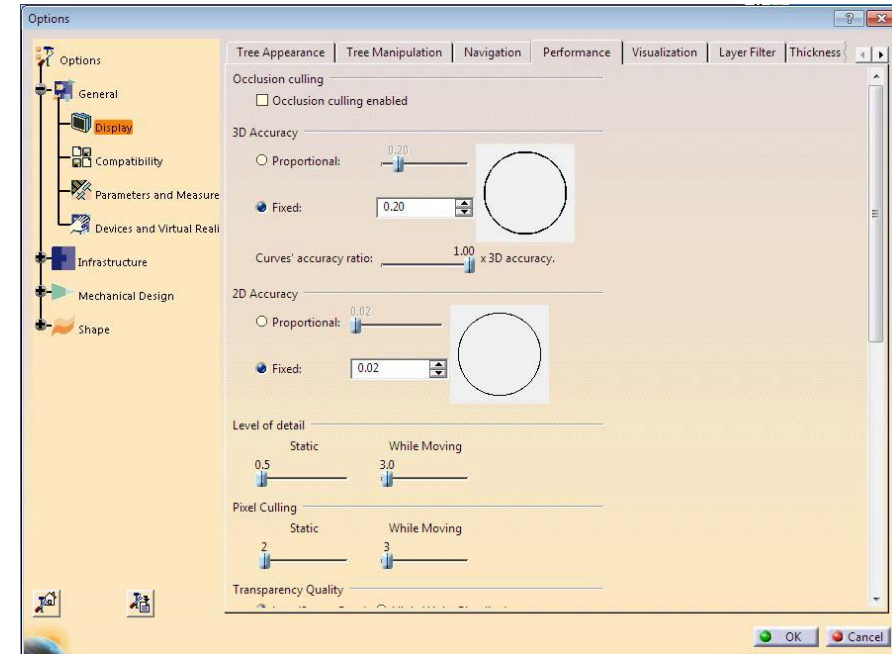 Options
Options
General
Display
Compatibility
Parameters and Measure
Devices and Virtual Reali
Infrastructure
Mechanical Design
Shape
Tree Appearance
Tree Manipulation
Navigation
Performance
Visualization
Layer Filter
Thickness
Occlusion culling
Occlusion culling enabled
3D Accuracy
0.20
Proportional:
Fixed:
0.20
1.00
Curves' accuracy ratio:
x 3D accuracy.
2D Accuracy
0.02
Proportional:
Fixed:
0.02
Level of detail
Static While Moving
0.5 3.0
Pixel Culling
Static While Moving
2 3
Transparency Quality
OK
Cancel